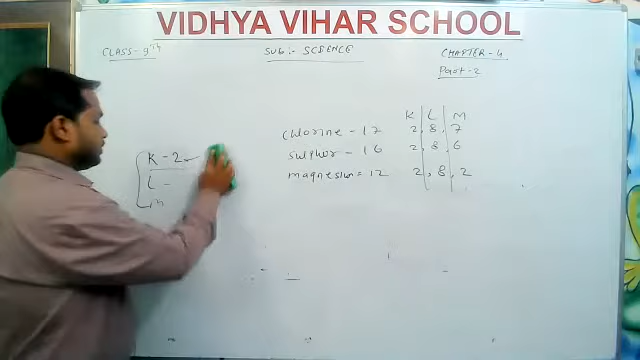 VIDHYA VIHAR SCHOOL
CLASS-9th SUB:- SCIENCE CHAPTER-4
Part-2
K L M
chlorine - 17 2, 8, 7
sulphor - 16 2, 8, 6
magnesium = 12 2, 8, 2
K - 2
L -
M